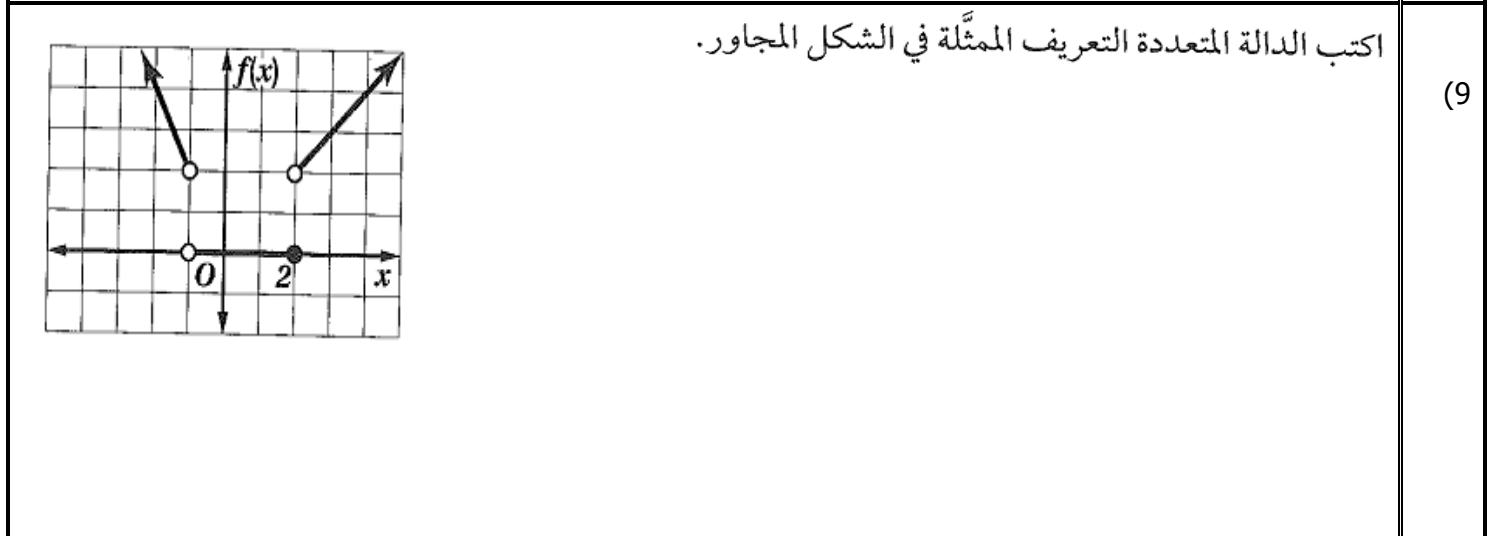 اكتب الدالة المتعددة التعريف الممثَّلة في الشكل المجاور.
(9
f(x)
O
2
x